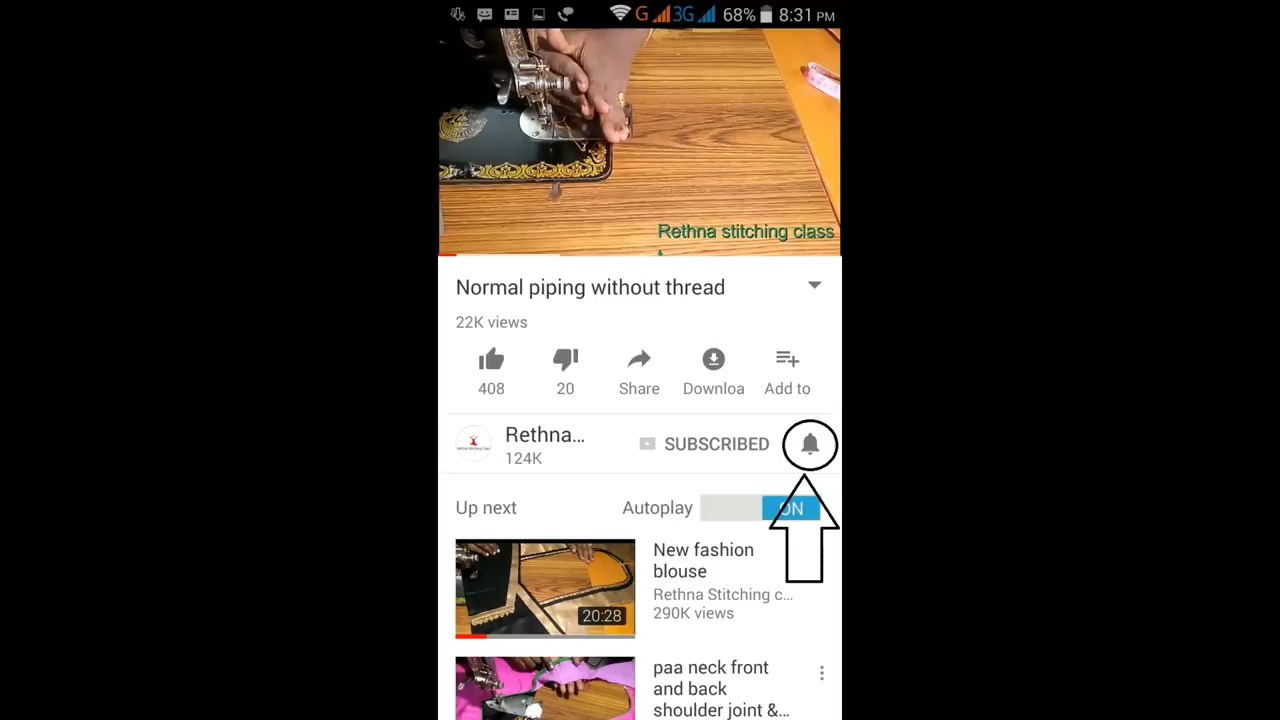 G 3G 68% 8:31 PM
Rethna stitching class
Normal piping without thread
22K views
408 20 Share Downloa Add to
Rethna… SUBSCRIBED
124K
Up next Autoplay ON
New fashion
blouse
Rethna Stitching c…
290K views
20:28
paa neck front
and back
shoulder joint &…